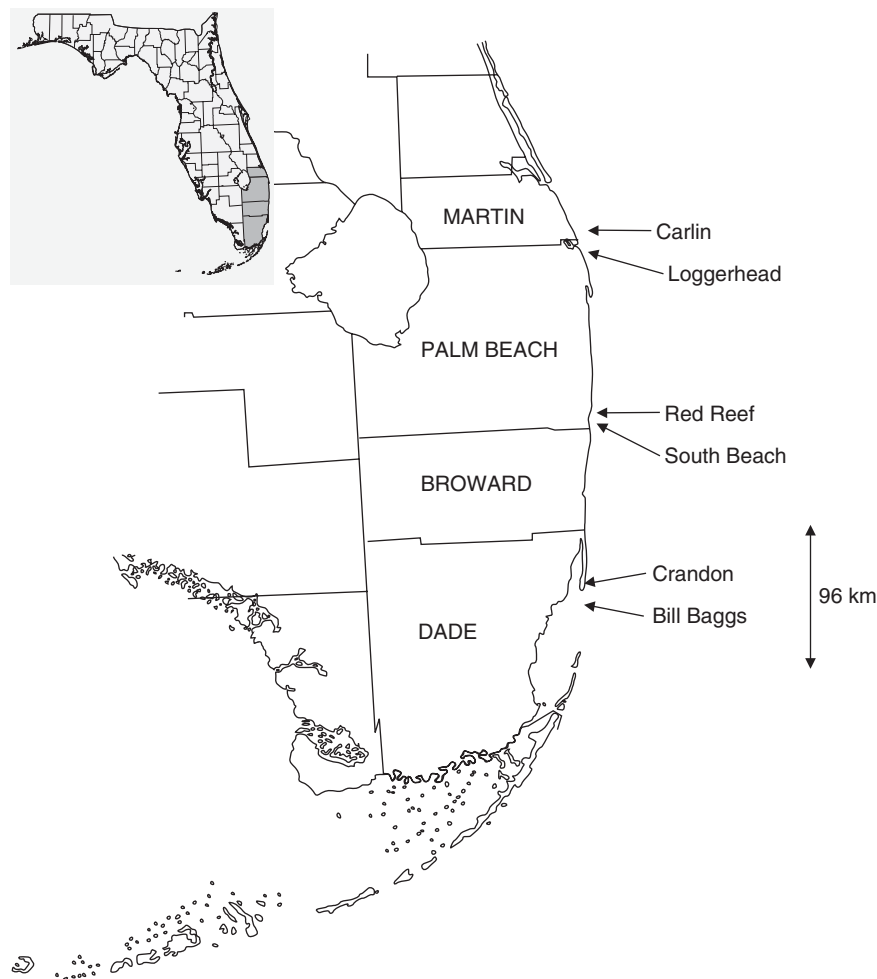 MARTIN
Carlin
Loggerhead
PALM BEACH
Red Reef
South Beach
BROWARD
Crandon
96 km
Bill Baggs
DADE